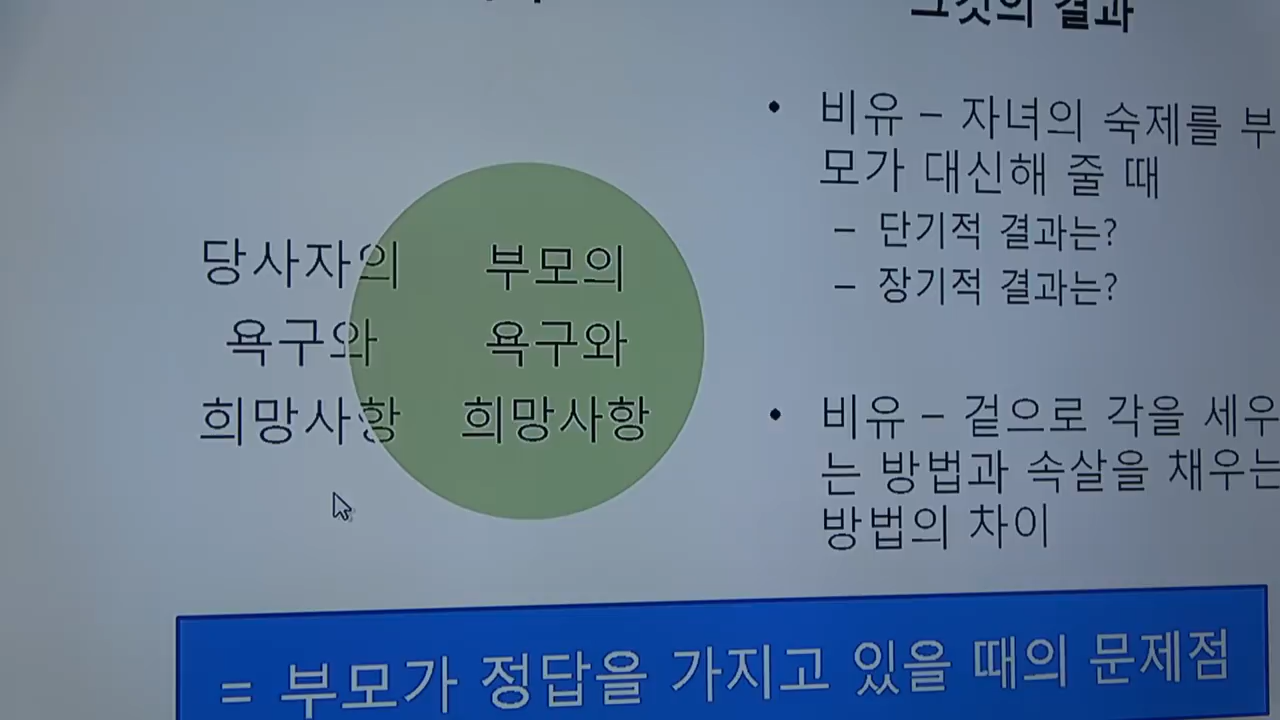 그것의 결과
당사자의
욕구와
희망사항
부모의
욕구와
희망사항
• 비유 – 자녀의 숙제를 부
모가 대신해 줄 때
– 단기적 결과는?
– 장기적 결과는?
• 비유 – 겉으로 각을 세우
는 방법과 속살을 채우는
방법의 차이
= 부모가 정답을 가지고 있을 때의 문제점